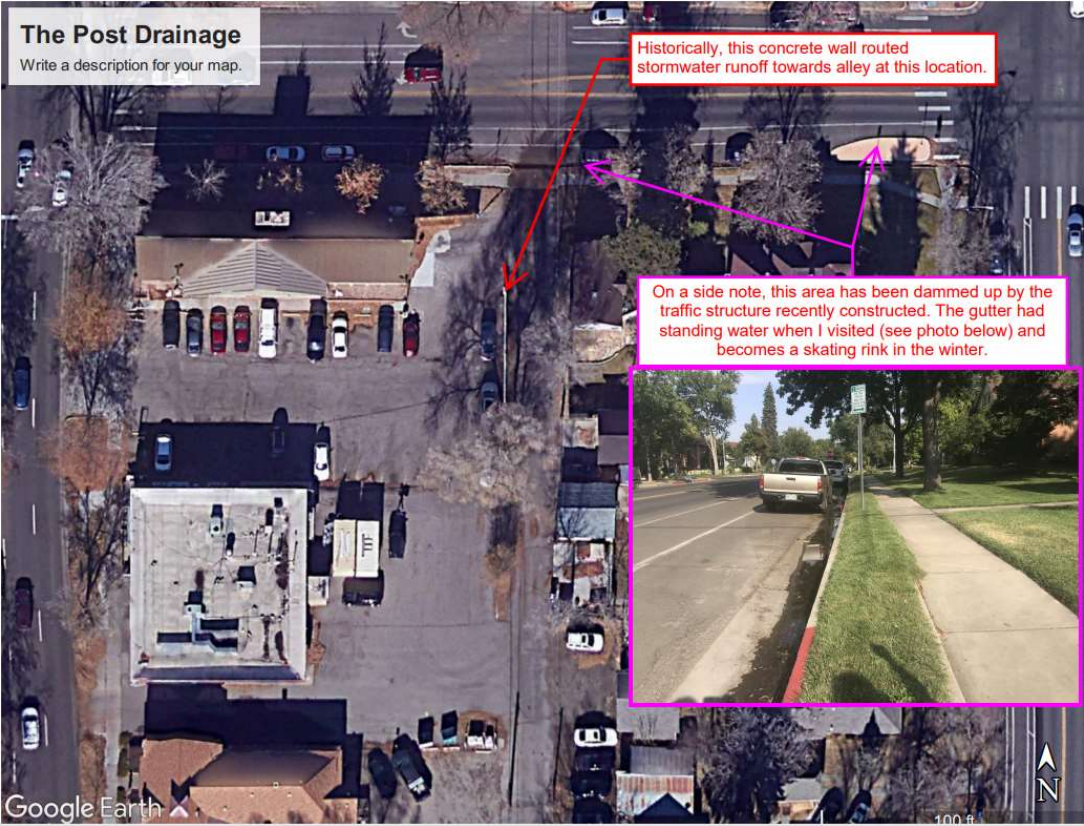 The Post Drainage
Write a description for your map.
Historically, this concrete wall routed
stormwater runoff towards alley at this location.
On a side note, this area has been dammed up by the
traffic structure recently constructed. The gutter had
standing water when I visited (see photo below) and
becomes a skating rink in the winter.
Google Earth
N
100 ft